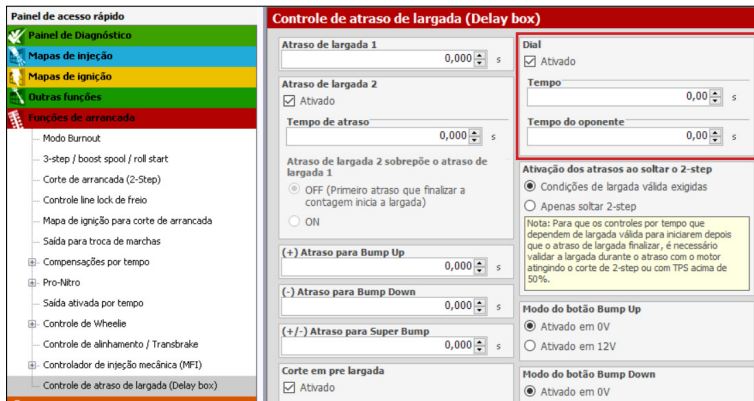 Painel de acesso rápido
Painel de Diagnóstico
Mapas de injeção
Mapas de ignição
Outras funções
Funções de arrancada
Modo Burnout
3-step / boost spool / roll start
Corte de arrancada (2-Step)
Controle line lock de freio
Mapa de ignição para corte de arrancada
Saída para troca de marchas
Compensações por tempo
Pro-Nitro
Saída ativada por tempo
Controle de Wheelie
Controle de alinhamento / Transbrake
Controlador de injeção mecânica (MFI)
Controle de atraso de largada (Delay box)
Controle de atraso de largada (Delay box)
Atraso de largada 1
0,000 s
Atraso de largada 2
Ativado
Tempo de atraso
0,000 s
Atraso de largada 2 sobrepõe o atraso de
largada 1
OFF (Primeiro atraso que finalizar a
contagem inicia a largada)
ON
(+) Atraso para Bump Up
0,000 s
(-) Atraso para Bump Down
0,000 s
(+/-) Atraso para Super Bump
0,000 s
Corte em pre largada
Ativado
Dial
Ativado
Tempo
0,00 s
Tempo do oponente
0,00 s
Ativação dos atrasos ao soltar o 2-step
Condições de largada válida exigidas
Apenas soltar 2-step
Nota: Para que os controles por tempo que
dependem de largada válida para iniciarem depois
que o atraso de largada finalizar, é necessário
validar a largada durante o atraso com o motor
atingindo o corte de 2-step ou com TPS acima de
50%.
Modo do botão Bump Up
Ativado em 0V
Ativado em 12V
Modo do botão Bump Down
Ativado em 0V